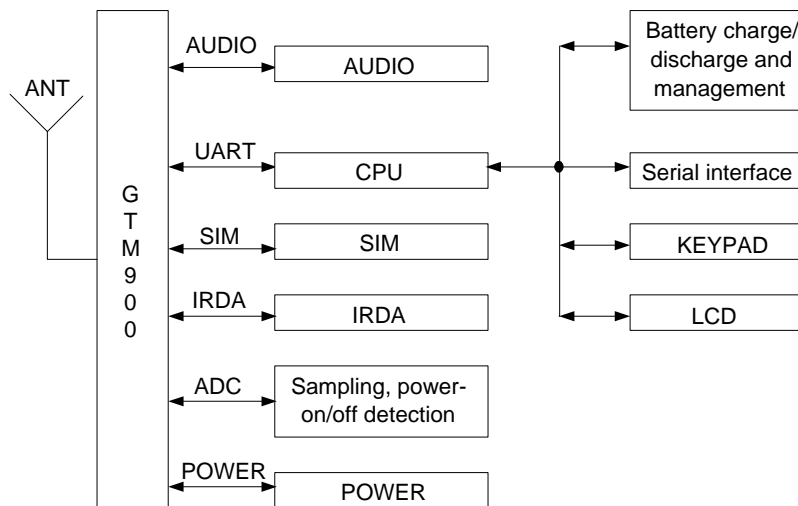 ANT
G
T
M
9
0
0
AUDIO
AUDIO
UART
CPU
SIM
SIM
IRDA
IRDA
ADC
Sampling, power-
on/off detection
POWER
POWER
Battery charge/
discharge and
management
Serial interface
KEYPAD
LCD